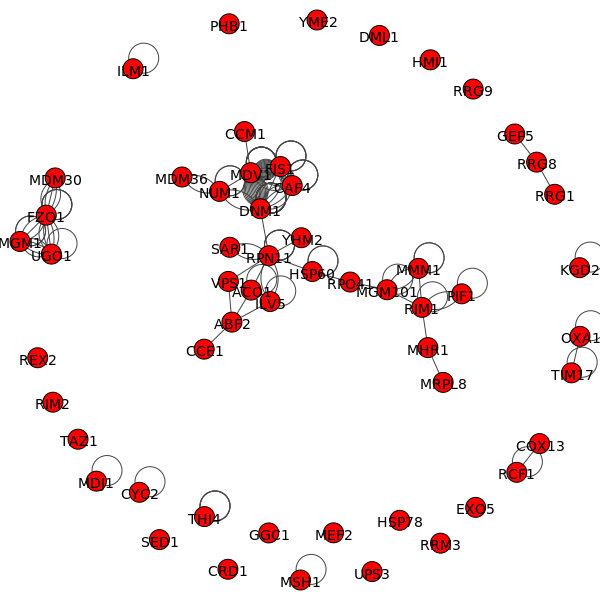 YME2
PHB1
DML1
HMI1
ILM1
RRG9
CCM1
GEP5
RRG8
FIS1
MDV1
MDM36
MDM30
CAF4
NUM1
RRG1
DNM1
FZO1
YHM2
MGM1
SAR1
UGO1
RPN11
KGD2
MMM1
HSP60
VPS1
RPO41
ACO1
MGM101
PIF1
ILV5
RIM1
ABF2
OXA1
CCE1
MHR1
REX2
TIM17
MRPL8
RIM2
TAZ1
COX13
RCF1
MDJ1
CYC2
EXO5
THI4
HSP78
GGC1
MEF2
SED1
RRM3
CRD1
UPS3
MSH1